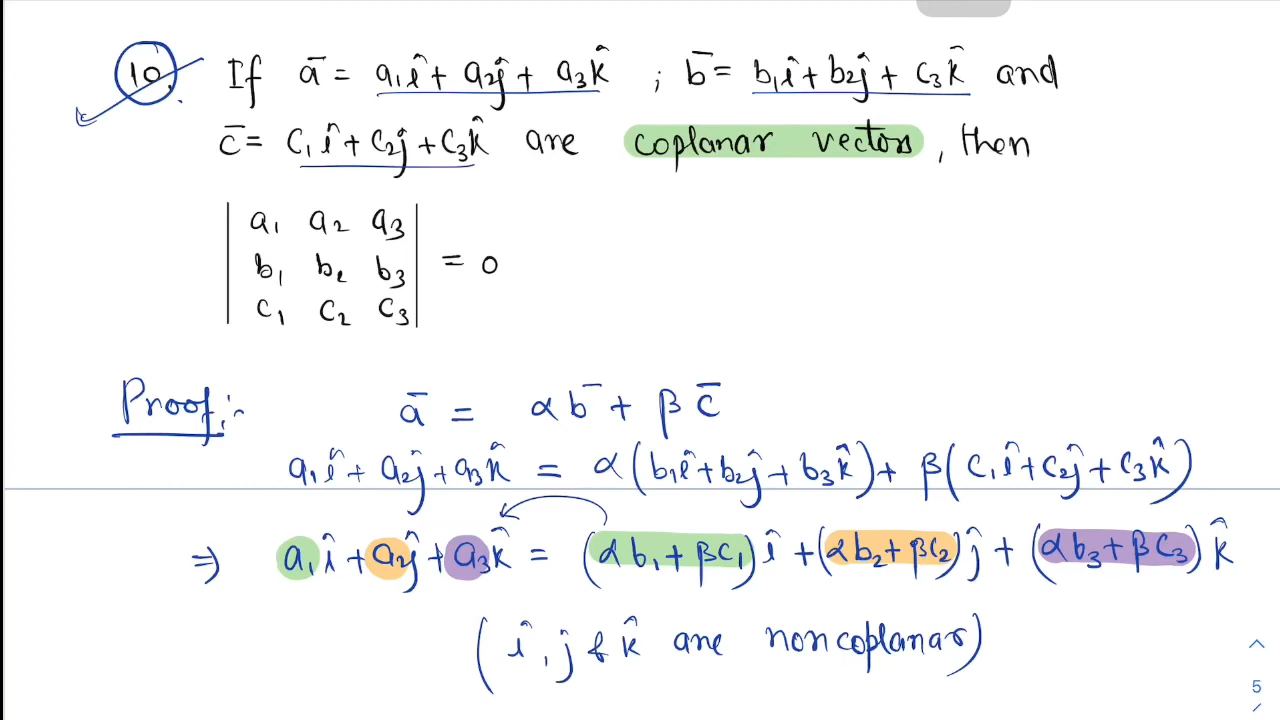 10. If ā = a₁î + a₂ĵ + a₃k̂ ; b̄ = b₁î + b₂ĵ + c₃k̂ and
c̄ = c₁î + c₂ĵ + c₃k̂ are coplanar vectors, then
| a₁ a₂ a₃ |
| b₁ b₂ b₃ | = 0
| c₁ c₂ c₃ |
Proof:- ā = αb̄ + βc̄
a₁î + a₂ĵ + a₃k̂ = α(b₁î + b₂ĵ + b₃k̂) + β(c₁î + c₂ĵ + c₃k̂)
⇒ a₁î + a₂ĵ + a₃k̂ = (αb₁ + βc₁)î + (αb₂ + βc₂)ĵ + (αb₃ + βc₃)k̂
(î, ĵ & k̂ are noncoplanar)
5